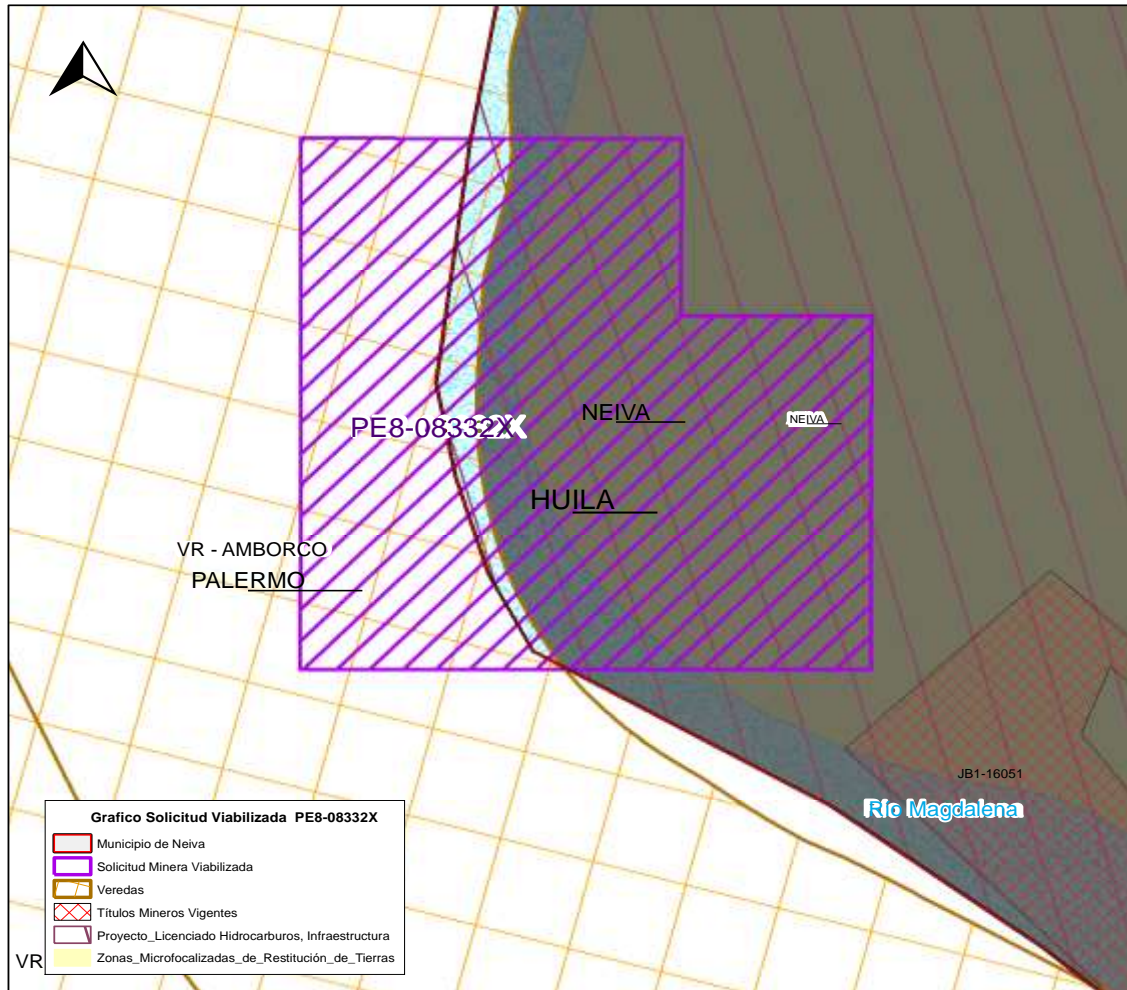 NEIVA
NEIVA
PE8-08332X
HUILA
VR - AMBORCO
PALERMO
JB1-16051
Río Magdalena
Grafico Solicitud Viabilizada PE8-08332X
Municipio de Neiva
Solicitud Minera Viabilizada
Veredas
Títulos Mineros Vigentes
Proyecto_Licenciado Hidrocarburos, Infraestructura
Zonas_Microfocalizadas_de_Restitución_de_Tierras
VR